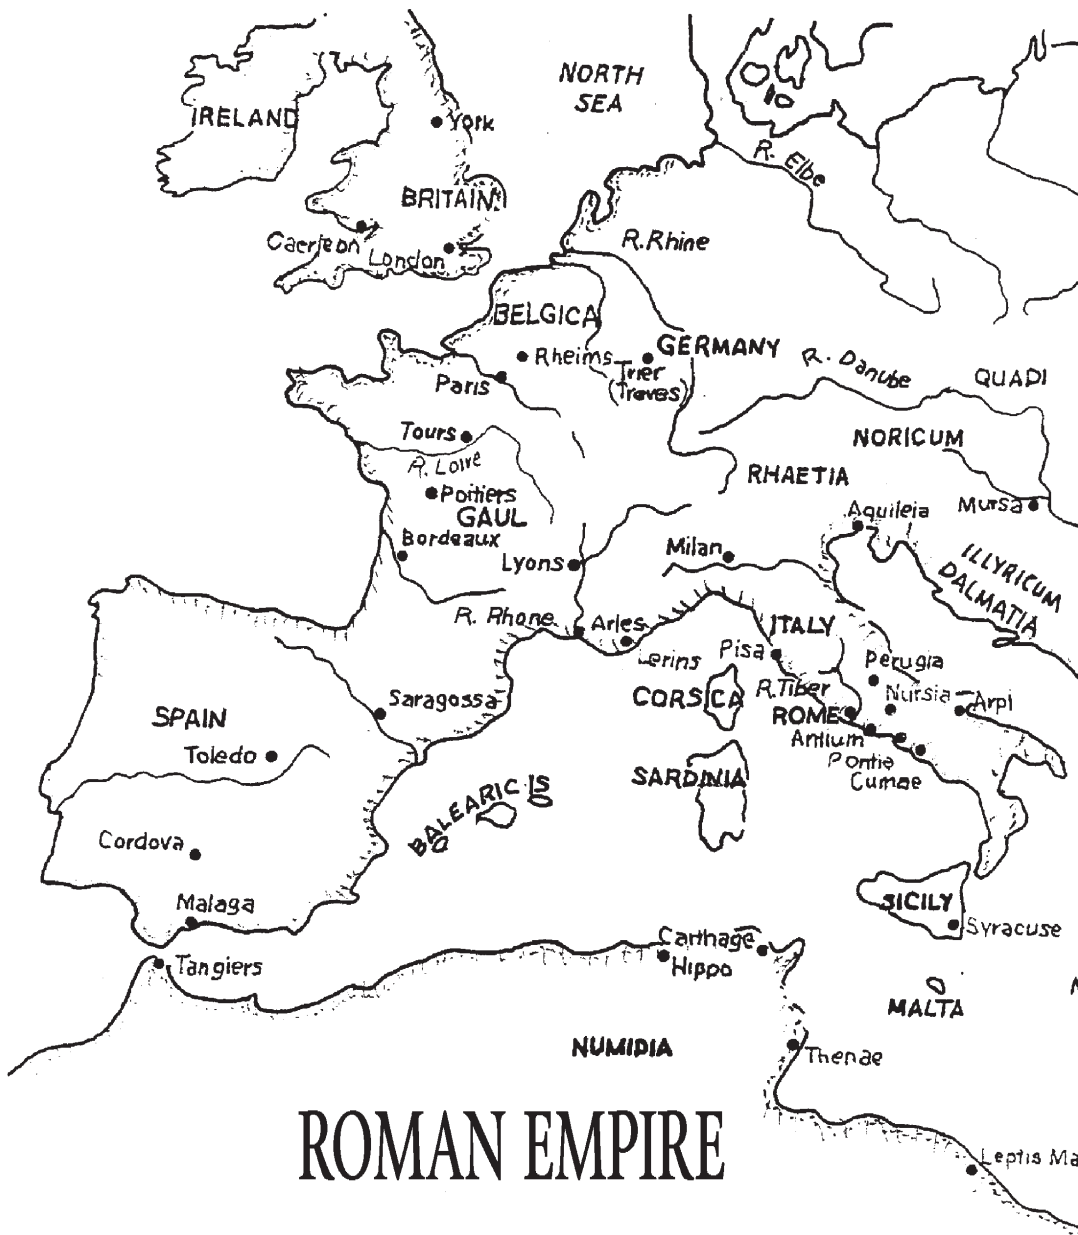 NORTH
SEA
IRELAND
York
R. Elbe
BRITAIN
Caerleon
London
R. Rhine
BELGICA
GERMANY
Rheims
Trier
(Treves)
R. Danube
QUADI
Paris
Tours
NORICUM
R. Loire
RHAETIA
Poitiers
GAUL
Mursa
Aquileia
Bordeaux
Lyons
Milan
ILLYRICUM
DALMATIA
R. Rhone
Arles
ITALY
Lerins
Pisa
Perugia
CORSICA
R. Tiber
Nursia
Arpi
Saragossa
SPAIN
ROME
Antium
Toledo
Pontia
Cumae
SARDINIA
BALEARIC IS
Cordova
Malaga
SICILY
Syracuse
Carthage
Hippo
Tangiers
MALTA
NUMIDIA
Thenae
ROMAN EMPIRE
Leptis Ma